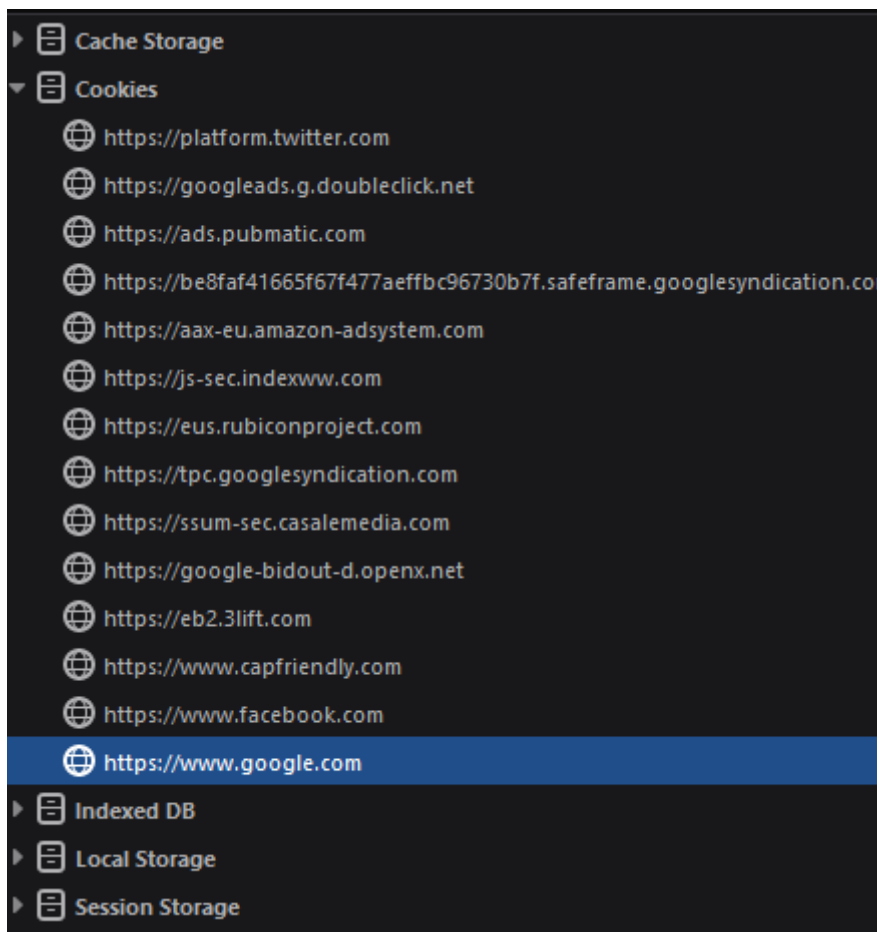 Cache Storage
Cookies
https://platform.twitter.com
https://googleads.g.doubleclick.net
https://ads.pubmatic.com
https://be8faf41665f67f477aeffbc96730b7f.safeframe.googlesyndication.co
https://aax-eu.amazon-adsystem.com
https://js-sec.indexww.com
https://eus.rubiconproject.com
https://tpc.googlesyndication.com
https://ssum-sec.casalemedia.com
https://google-bidout-d.openx.net
https://eb2.3lift.com
https://www.capfriendly.com
https://www.facebook.com
https://www.google.com
Indexed DB
Local Storage
Session Storage